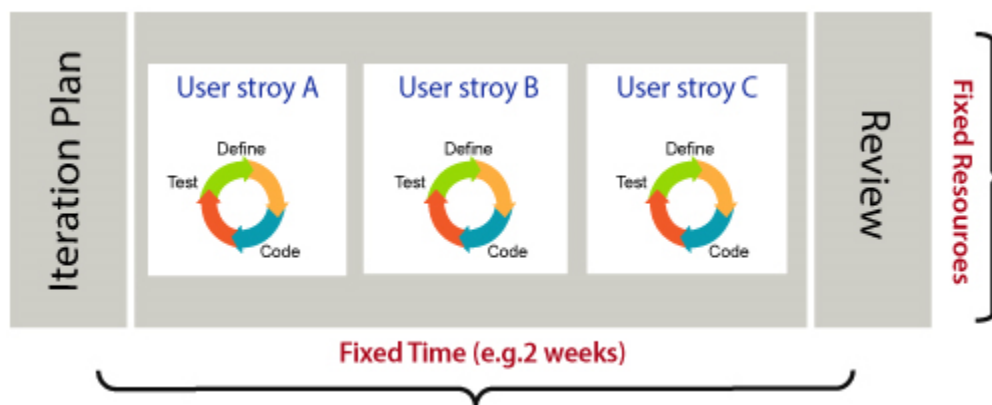 Iteration Plan
User stroy A
Define
Test
Code
User stroy B
Define
Test
Code
User stroy C
Define
Test
Code
Review
Fixed Resouroes
Fixed Time (e.g.2 weeks)